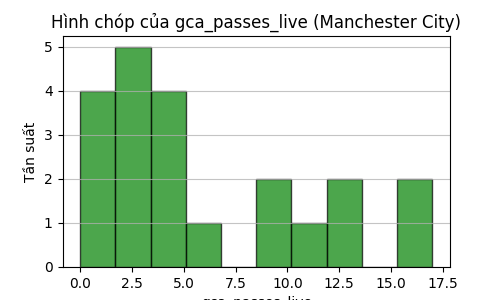 Hình chóp của gca_passes_live (Manchester City)
5
4
3
2
1
0
Tần suất
0.0 2.5 5.0 7.5 10.0 12.5 15.0 17.5
gca_passes_live